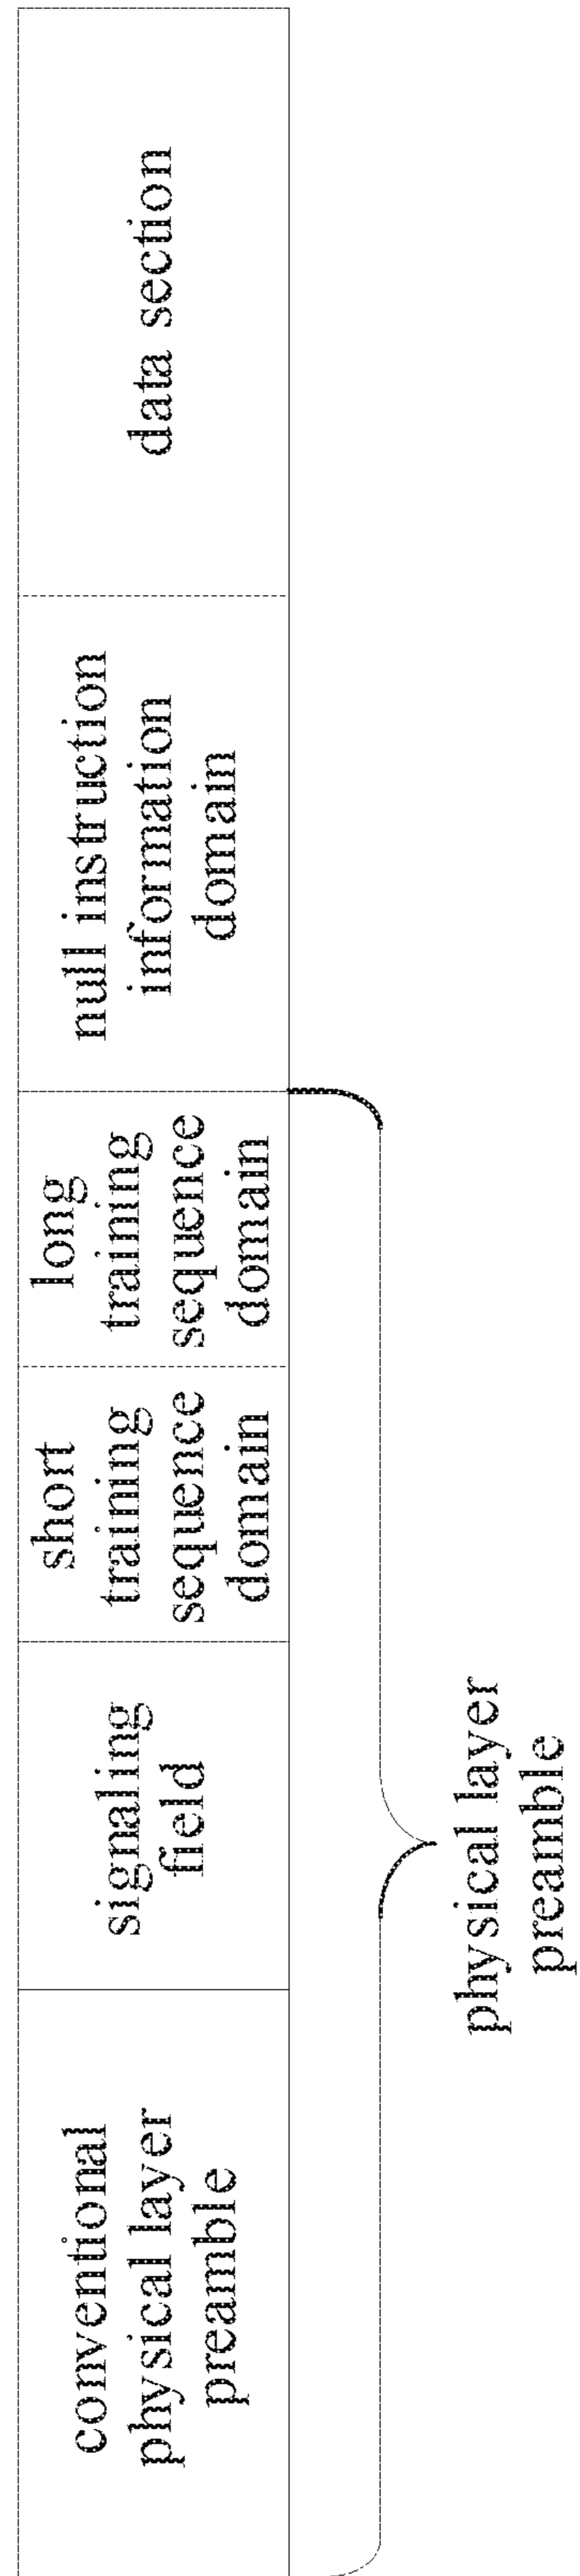 conventional
physical layer
preamble
signaling
field
short
training
sequence
domain
long
training
sequence
domain
null instruction
information
domain
data section
physical layer
preamble